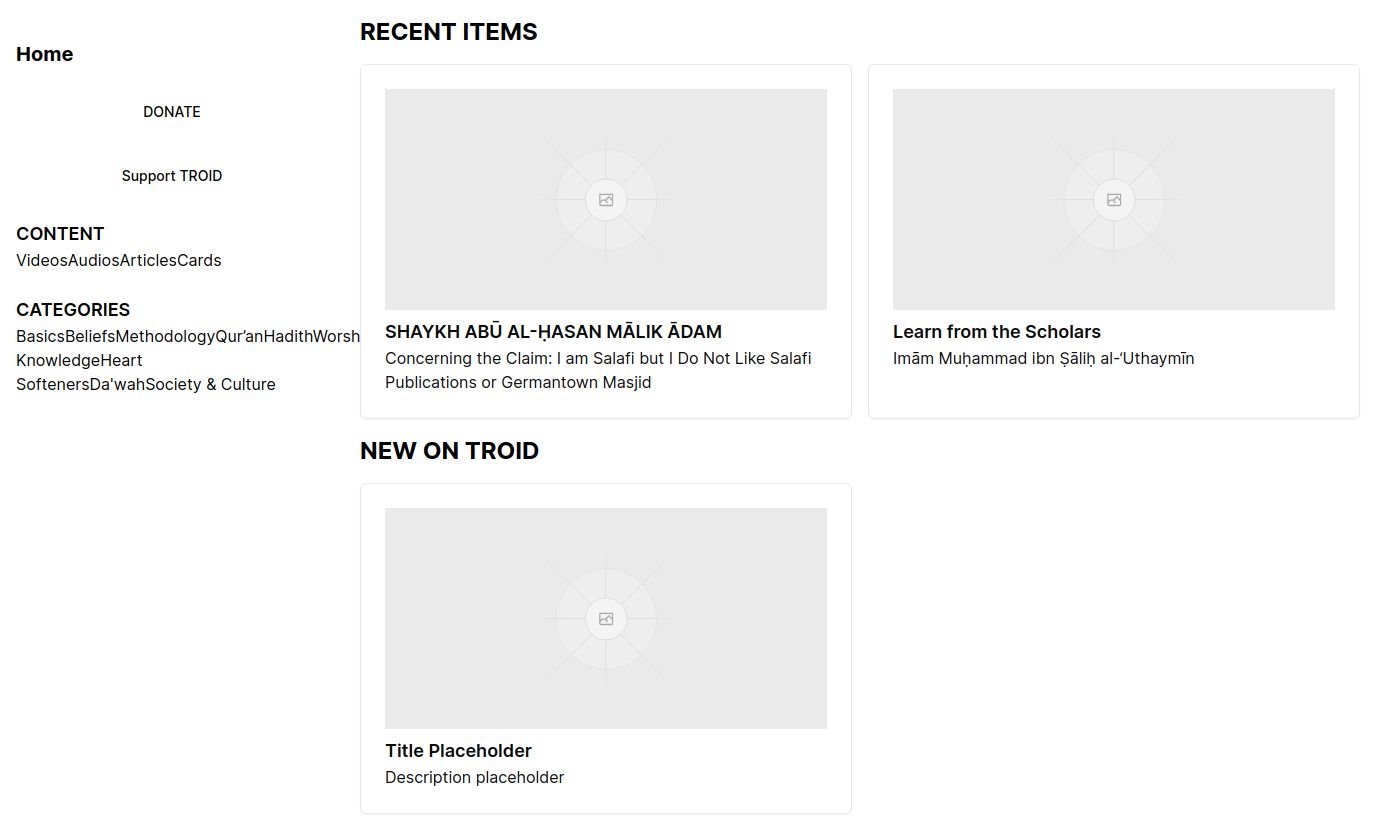 Home
DONATE
Support TROID
CONTENT
VideosAudiosArticlesCards
CATEGORIES
BasicsBeliefsMethodologyQur’anHadithWorsh
KnowledgeHeart
SoftenersDa'wahSociety & Culture
RECENT ITEMS
SHAYKH ABŪ AL-ḤASAN MĀLIK ĀDAM
Concerning the Claim: I am Salafi but I Do Not Like Salafi
Publications or Germantown Masjid
Learn from the Scholars
Imām Muḥammad ibn Ṣāliḥ al-ʿUthaymīn
NEW ON TROID
Title Placeholder
Description placeholder